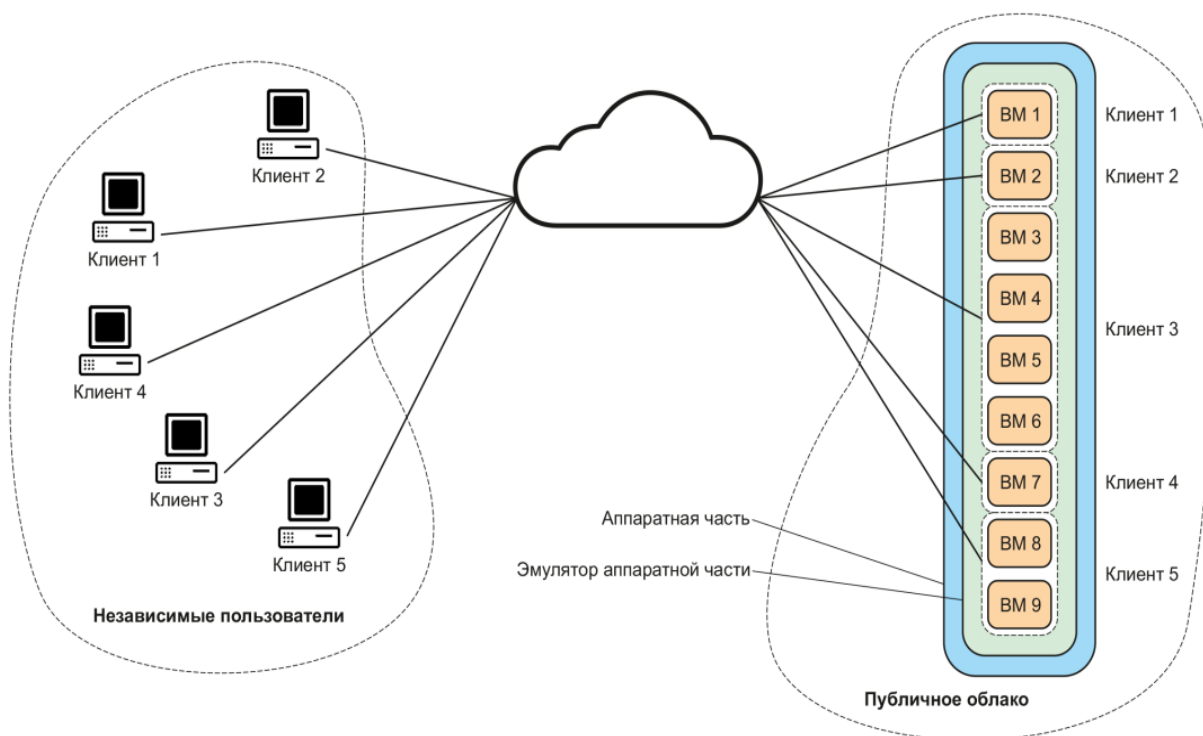 Клиент 2
Клиент 1
Клиент 4
Клиент 3
Клиент 5
Независимые пользователи
Аппаратная часть
Эмулятор аппаратной части
ВМ 1
Клиент 1
ВМ 2
Клиент 2
ВМ 3
ВМ 4
Клиент 3
ВМ 5
ВМ 6
ВМ 7
Клиент 4
ВМ 8
Клиент 5
ВМ 9
Публичное облако